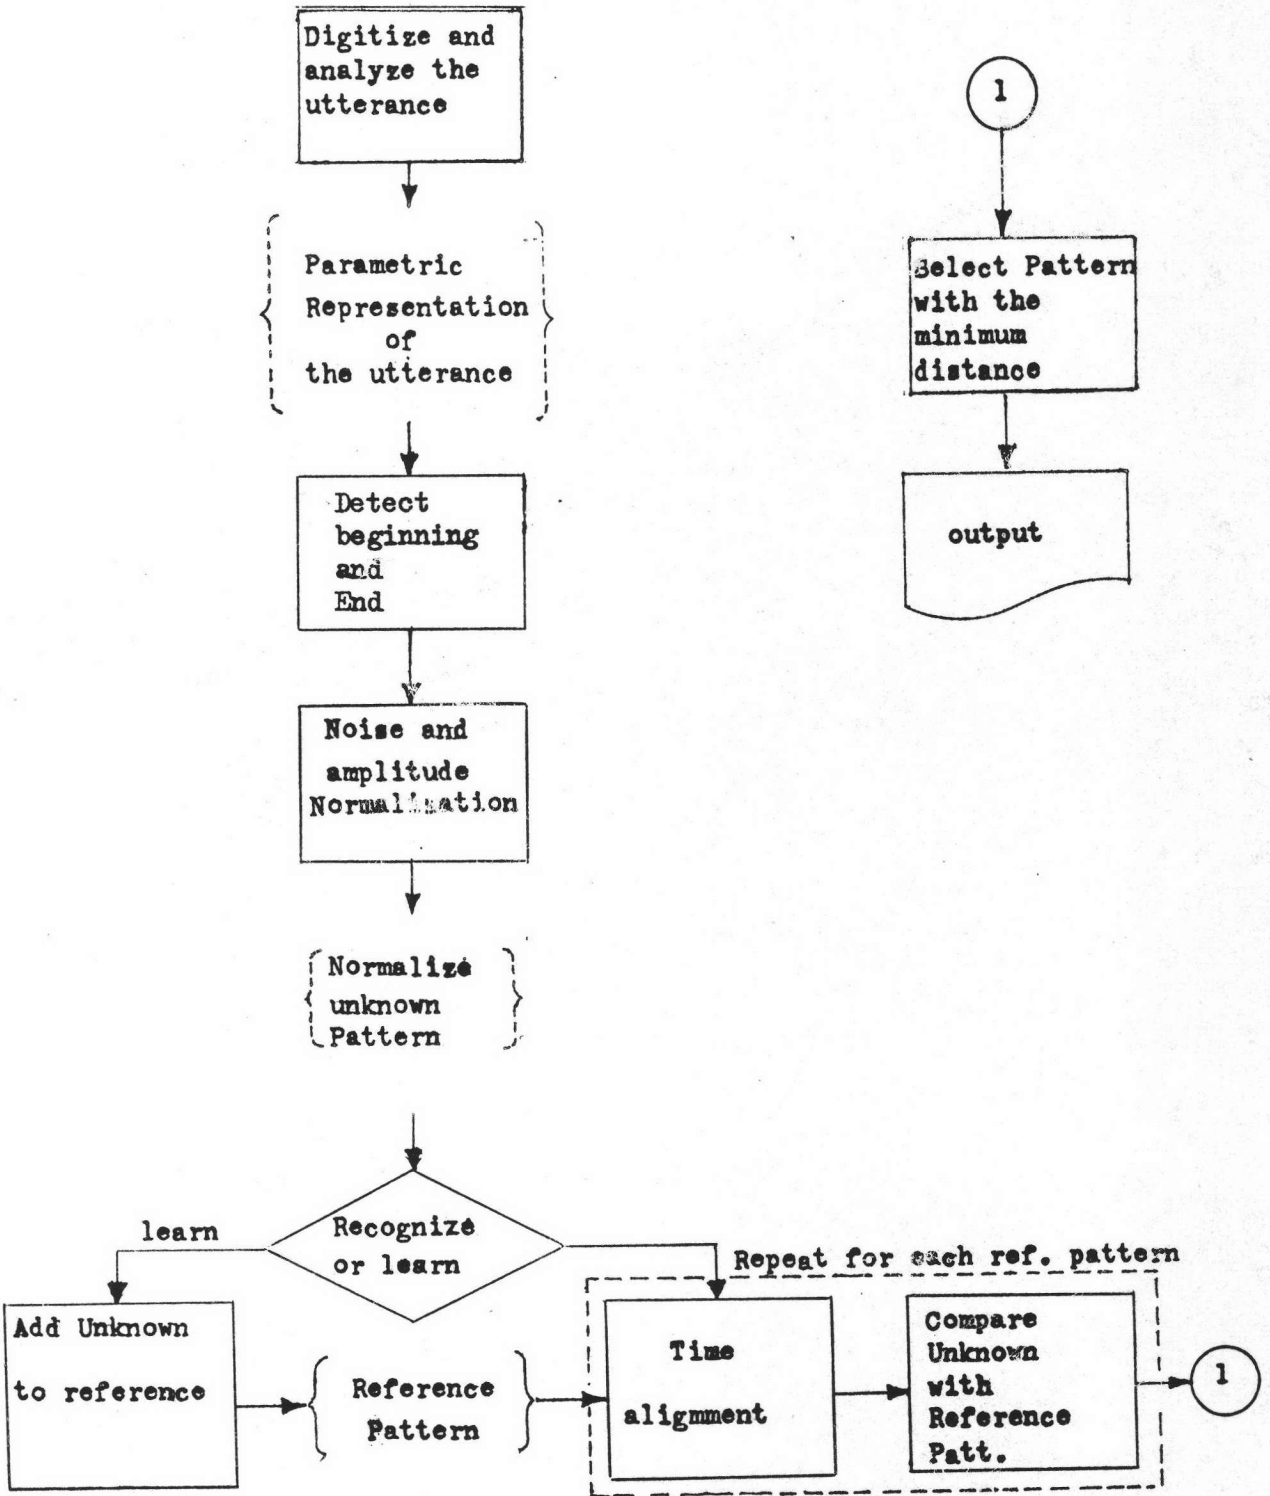 Digitize and
analyze the
utterance
Parametric
Representation
of
the utterance
Detect
beginning
and
End
Noise and
amplitude
Normalization
Normalize
unknown
Pattern
Recognize
or learn
learn
Add Unknown
to reference
Reference
Pattern
Repeat for each ref. pattern
Time
aligmment
Compare
Unknown
with
Reference
Patt.
1
1
Select Pattern
with the
minimum
distance
output